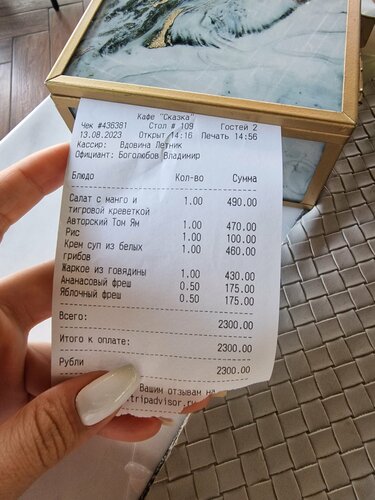 Кафе "Сказка"
Чек #436381 Стол # 109 Гостей 2
13.08.2023 Открыт 14:16 Печать 14:56
Кассир: Вдовина Летник
Официант: Боголюбов Владимир
Блюдо Кол-во Сумма
Салат с манго и 1.00 490.00
тигровой креветкой
Авторский Том Ям 1.00 470.00
Рис 1.00 100.00
Крем суп из белых 1.00 460.00
грибов
Жаркое из говядины 1.00 430.00
Ананасовый фреш 0.50 175.00
Яблочный фреш 0.50 175.00
Всего: 2300.00
Итого к оплате: 2300.00
Рубли 2300.00
Вашим отзывам на
tripadvisor.ru